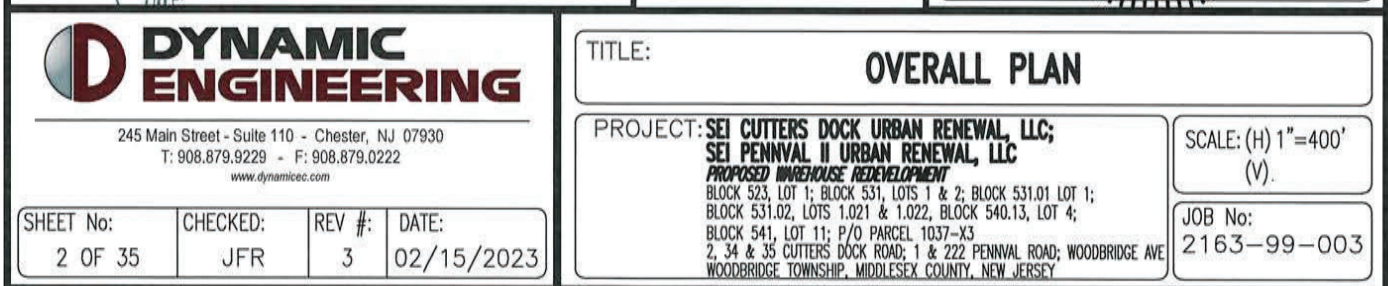 DYNAMIC
ENGINEERING
245 Main Street - Suite 110 - Chester, NJ 07930
T: 908.879.9229 - F: 908.879.0222
www.dynamicec.com
SHEET No:
2 OF 35
CHECKED:
JFR
REV #:
3
DATE:
02/15/2023
TITLE:
OVERALL PLAN
PROJECT: SEI CUTTERS DOCK URBAN RENEWAL, LLC;
SEI PENNVAL II URBAN RENEWAL, LLC
PROPOSED WAREHOUSE REDEVELOPMENT
BLOCK 523, LOT 1; BLOCK 531, LOTS 1 & 2; BLOCK 531.01 LOT 1;
BLOCK 531.02, LOTS 1.021 & 1.022, BLOCK 540.13, LOT 4;
BLOCK 541, LOT 11; P/O PARCEL 1037-X3
2, 34 & 35 CUTTERS DOCK ROAD; 1 & 222 PENNVAL ROAD; WOODBRIDGE AVE
WOODBRIDGE TOWNSHIP, MIDDLESEX COUNTY, NEW JERSEY
SCALE: (H) 1"=400'
(V).
JOB No:
2163-99-003